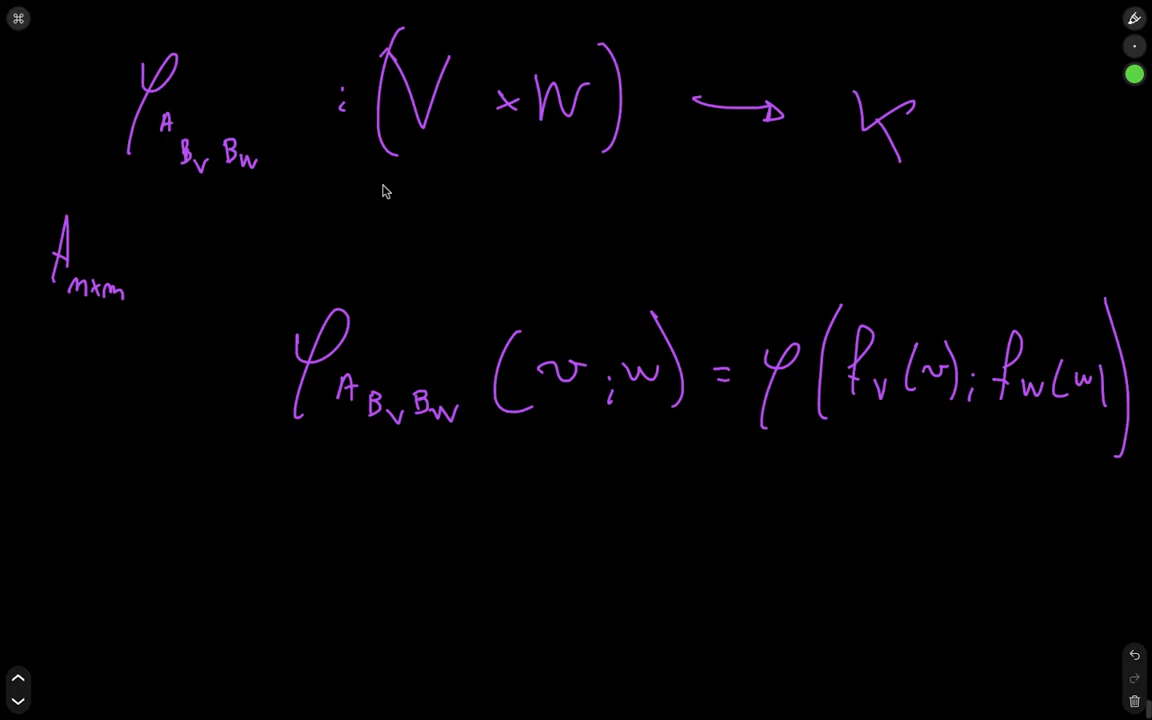 φ_{A B_V B_W} : (V × W) → K
A_{m×m}
φ_{A B_V B_W} (v ; w) = φ(f_V(v) ; f_W(w))